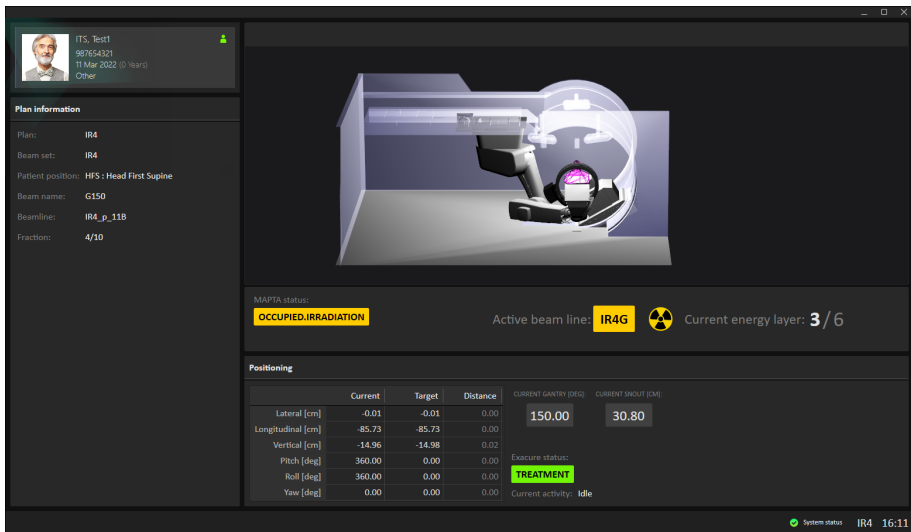 ITS, Test1
987654321
11 Mar 2022 (0 Years)
Other
Plan information
Plan: IR4
Beam set: IR4
Patient position: HFS : Head First Supine
Beam name: G150
Beamline: IR4_p_11B
Fraction: 4/10
MAPTA status:
OCCUPIED.IRRADIATION
Active beam line: IR4G Current energy layer: 3/6
Positioning
Current Target Distance
Lateral [cm] -0.01 -0.01 0.00
Longitudinal [cm] -85.73 -85.73 0.00
Vertical [cm] -14.96 -14.98 0.02
Pitch [deg] 360.00 0.00 0.00
Roll [deg] 360.00 0.00 0.00
Yaw [deg] 0.00 0.00 0.00
CURRENT GANTRY [DEG]: CURRENT SNOUT [CM]:
150.00 30.80
Exacure status:
TREATMENT
Current activity: Idle
System status IR4 16:11